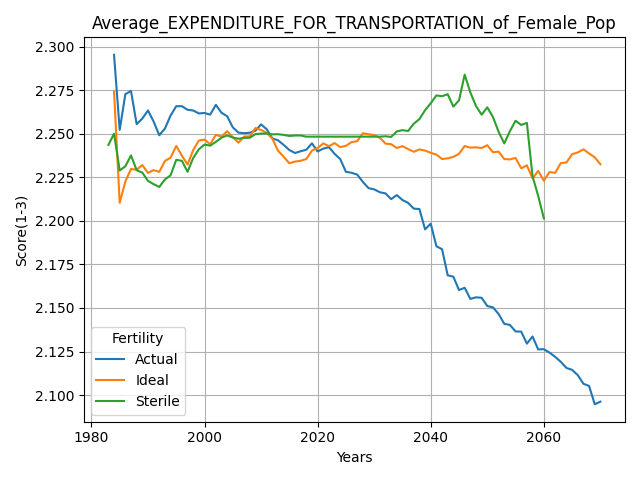 Average_EXPENDITURE_FOR_TRANSPORTATION_of_Female_Pop
2.300
2.275
2.250
2.225
2.200
2.175
2.150
2.125
2.100
Score(1-3)
Fertility
Actual
Ideal
Sterile
1980 2000 2020 2040 2060
Years